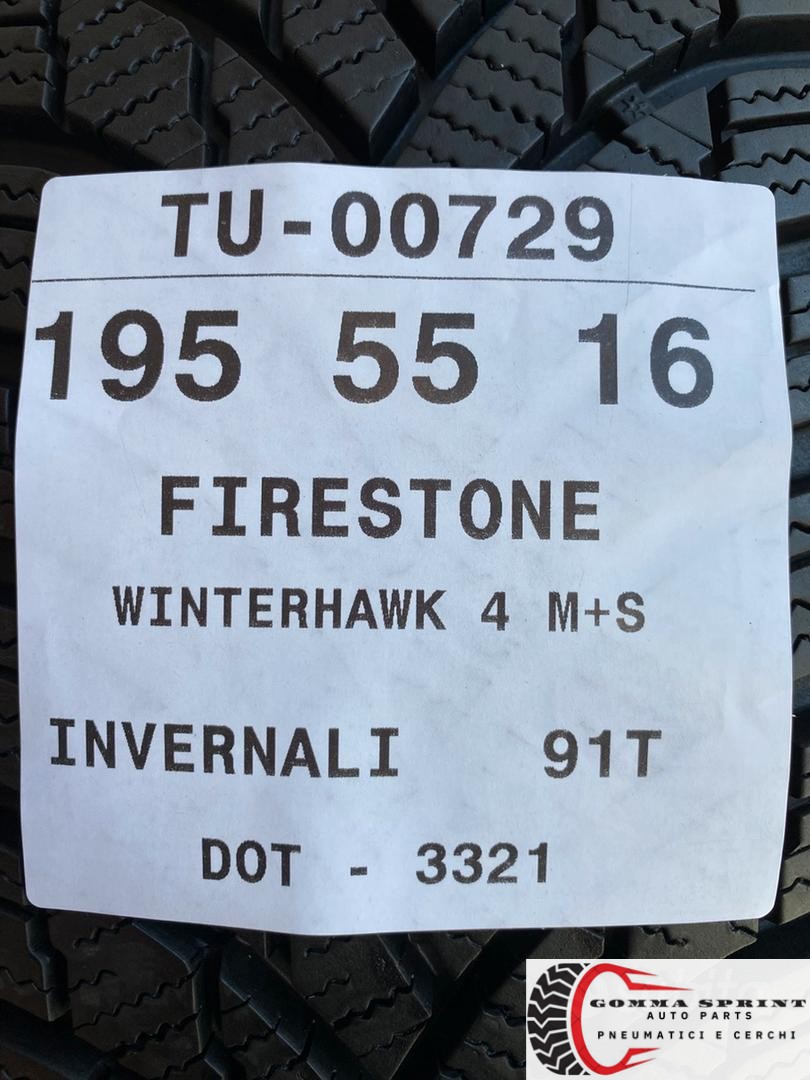 TU-00729
195 55 16
FIRESTONE
WINTERHAWK 4 M+S
INVERNALI 91T
DOT - 3321
GOMMA SPRINT
AUTO PARTS
PNEUMATICI E CERCHI